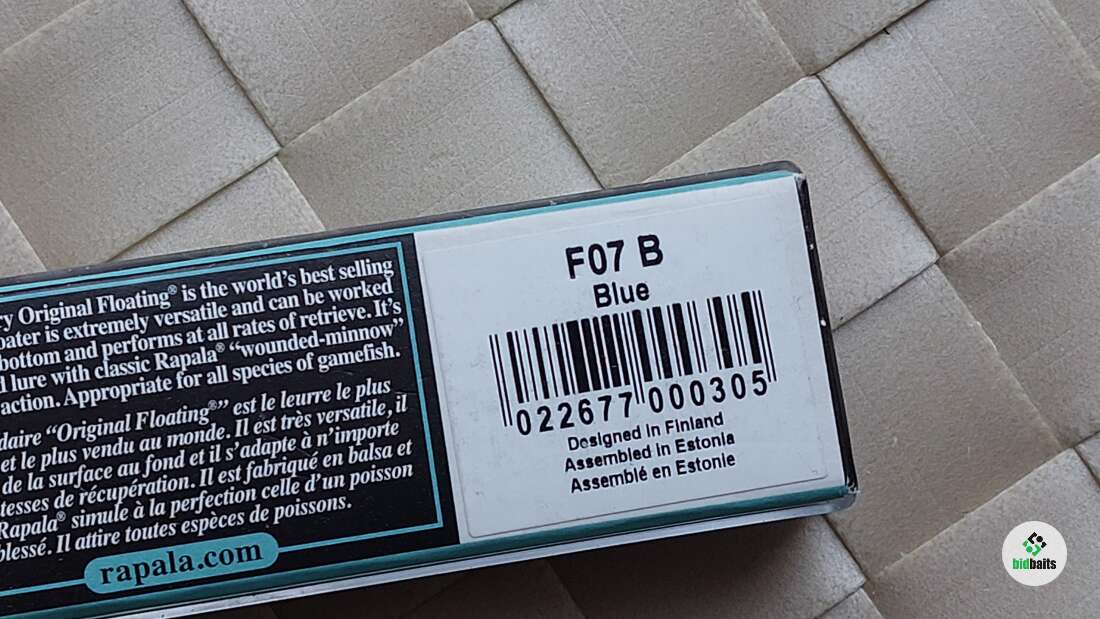 ry Original Floating® is the world's best selling
oater is extremely versatile and can be worked
bottom and performs at all rates of retrieve. It's
d lure with classic Rapala® "wounded-minnow"
action. Appropriate for all species of gamefish.
daire "Original Floating®" est le leurre le plus
et le plus vendu au monde. Il est très versatile, il
de la surface au fond et il s'adapte à n'importe
tesses de récupération. Il est fabriqué en balsa et
Rapala® simule à la perfection celle d'un poisson
blessé. Il attire toutes espèces de poissons.
rapala.com
F07 B
Blue
022677 000305
Designed in Finland
Assembled in Estonia
Assemblé en Estonie
bidbaits